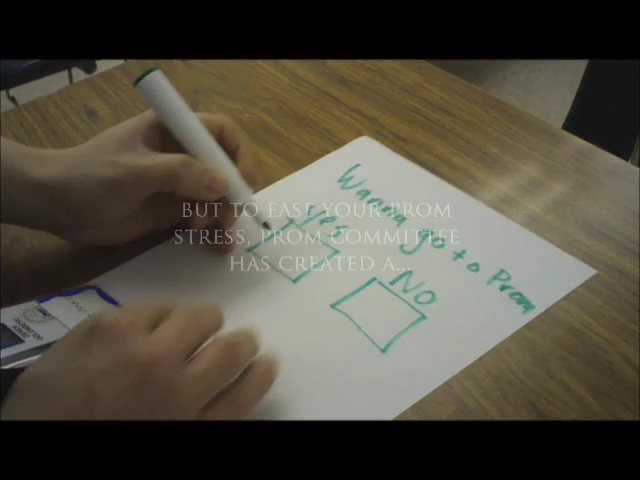 BUT TO EASE YOUR PROM
STRESS, PROM COMMITTEE
HAS CREATED A...
Wanna go to Prom
yes
No